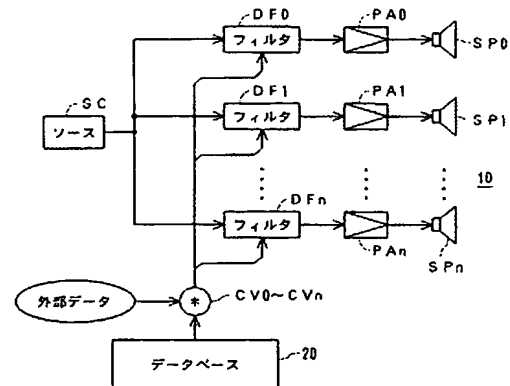 DF0
フィルタ
PA0
SP0
SC
ソース
DF1
フィルタ
PA1
SP1
10
DFn
フィルタ
PAn
SPn
外部データ
*
CV0~CVn
データベース
20